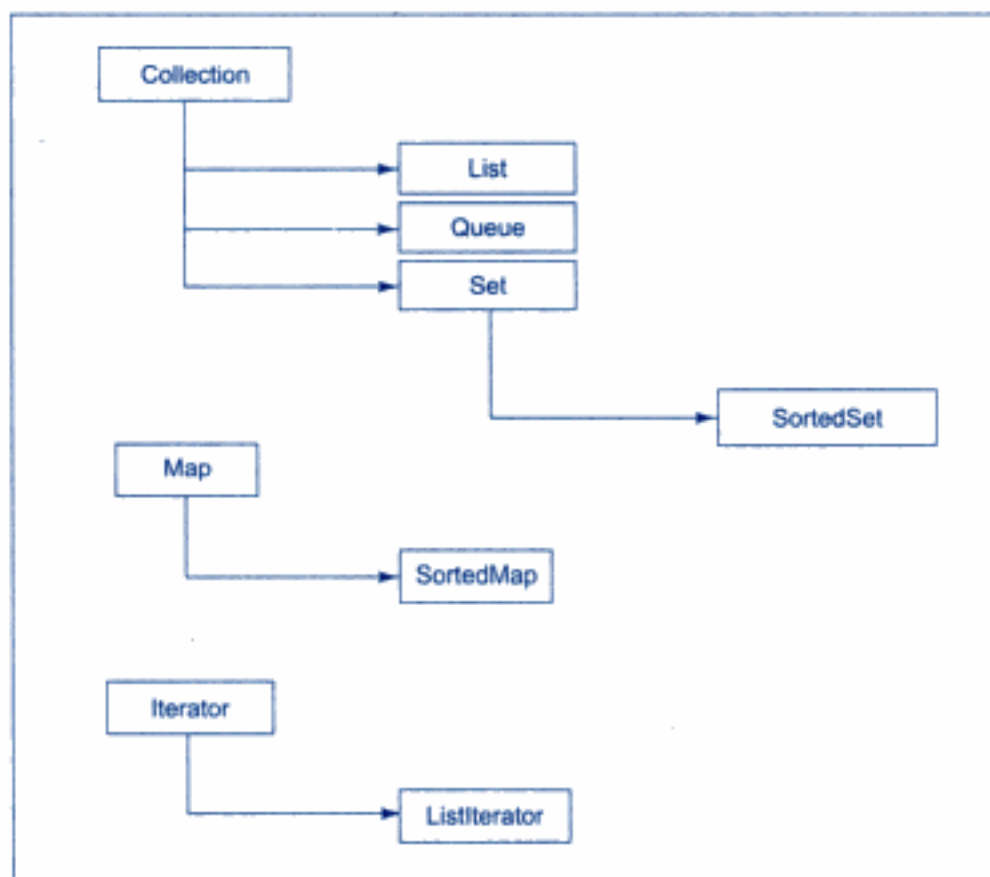 Collection
List
Queue
Set
SortedSet
Map
SortedMap
Iterator
ListIterator